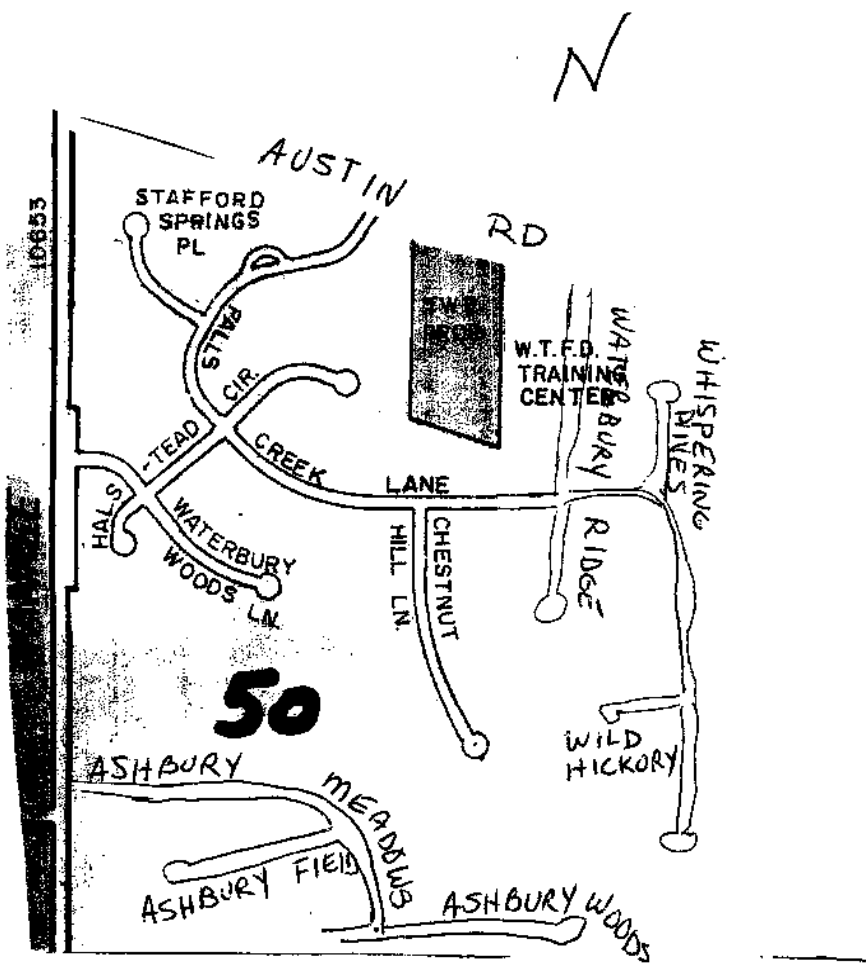 N
AUSTIN
RD
10653
STAFFORD
SPRINGS
PL
FALLS
CREEK
LANE
HALS
-TEAD
CIR.
WATERBURY
WOODS
LN.
W.T.F.D.
TRAINING
CENTER
WATERBURY
RIDGE
WHISPERING
PINES
CHESTNUT
HILL LN.
50
WILD
HICKORY
ASHBURY
MEADOWS
ASHBURY FIELD
ASHBURY WOODS